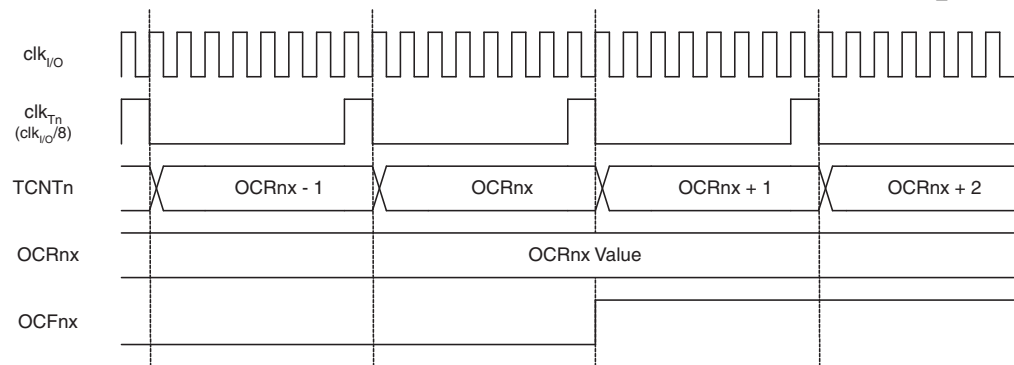 clkI/O
clkTn
(clkI/O/8)
TCNTn OCRnx - 1 OCRnx OCRnx + 1 OCRnx + 2
OCRnx OCRnx Value
OCFnx